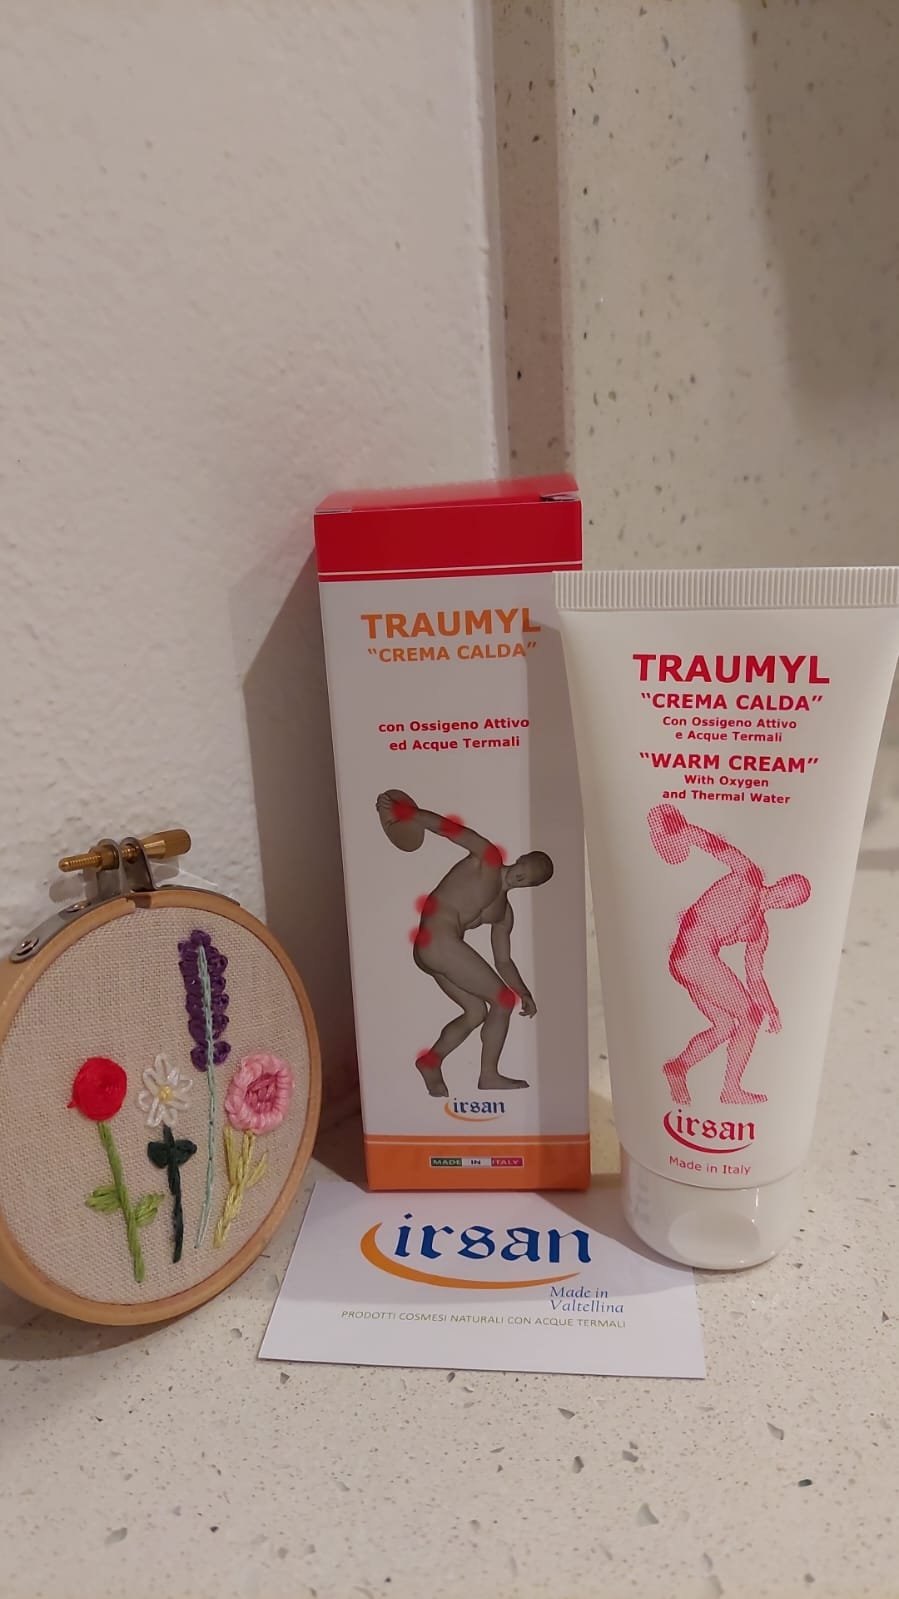 TRAUMYL
"CREMA CALDA"
con Ossigeno Attivo
ed Acque Termali
irsan
MADE IN ITALY
TRAUMYL
"CREMA CALDA"
Con Ossigeno Attivo
e Acque Termali
"WARM CREAM"
With Oxygen
and Thermal Water
irsan
Made in Italy
irsan
Made in
Valtellina
PRODOTTI COSMESI NATURALI CON ACQUE TERMALI